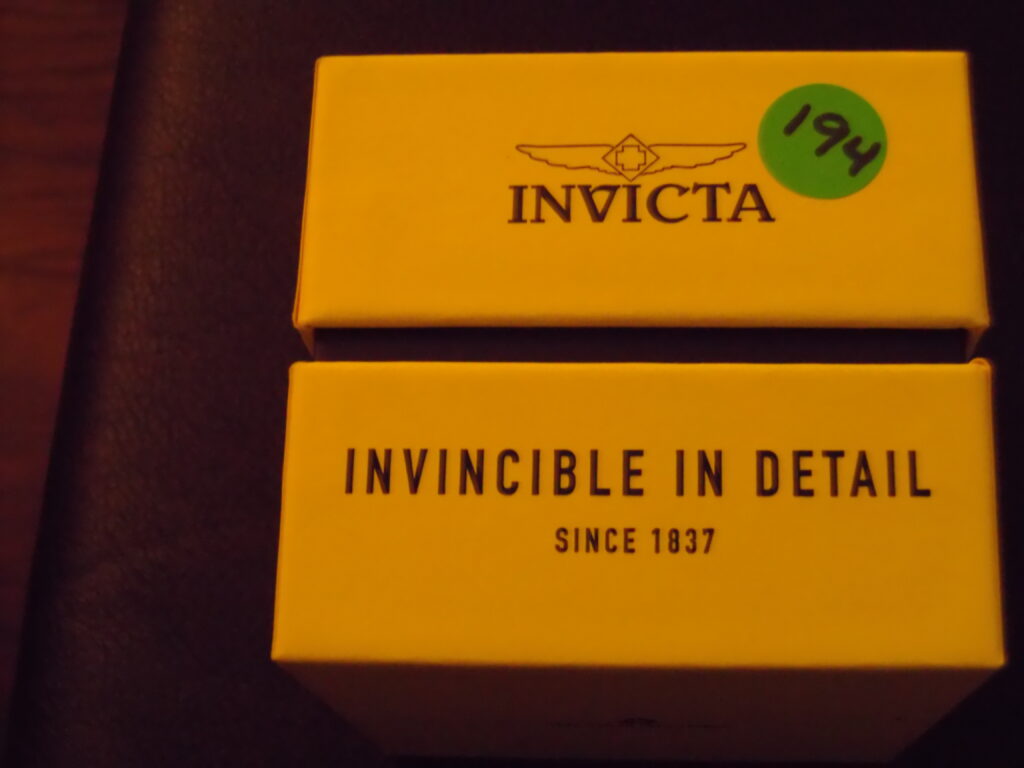 194
INVICTA
INVINCIBLE IN DETAIL
SINCE 1837